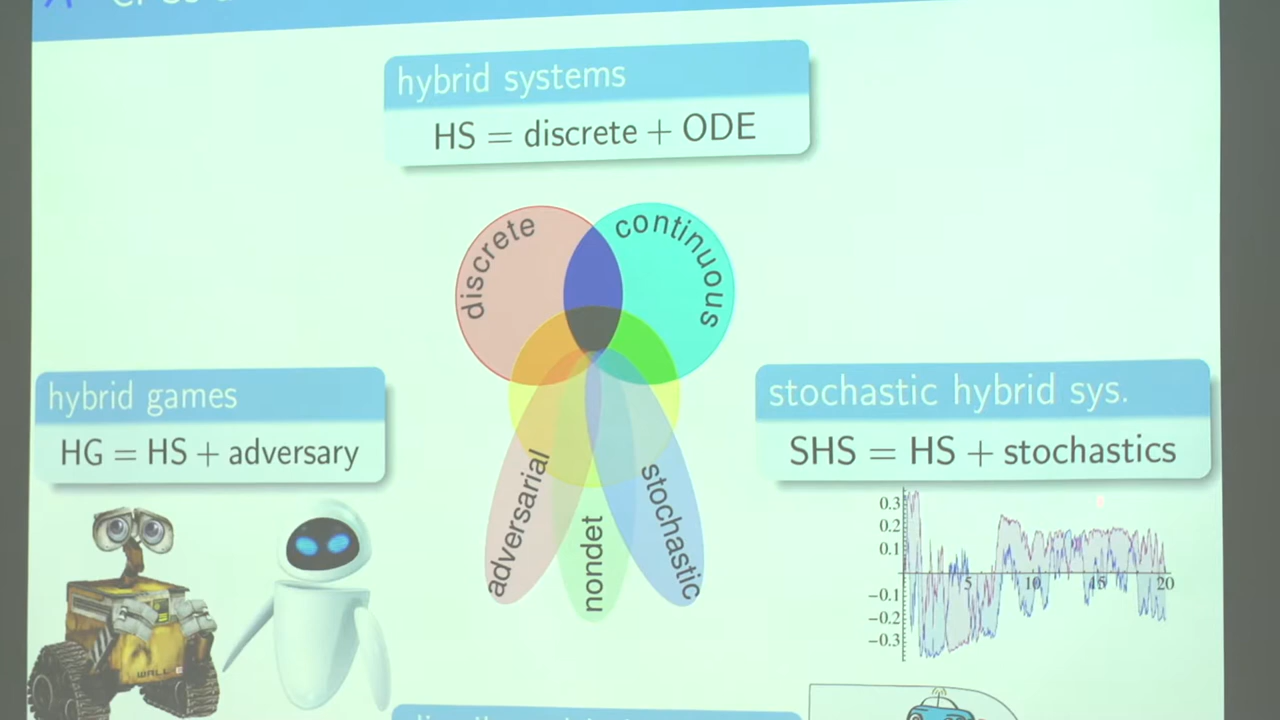 hybrid systems
HS = discrete + ODE
discrete
continuous
hybrid games
HG = HS + adversary
stochastic hybrid sys.
SHS = HS + stochastics
adversarial
nondet
stochastic
0.3
0.2
0.1
5
10
15
20
−0.1
−0.2
−0.3
WALL